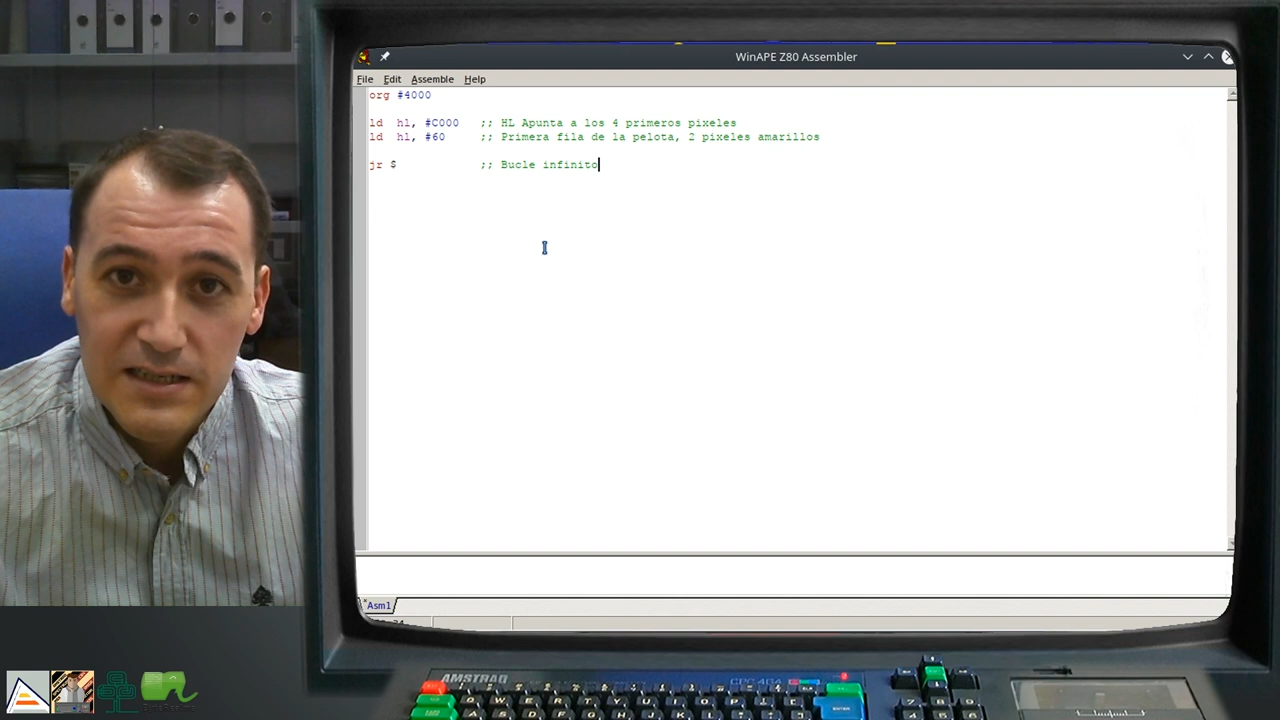 WinAPE Z80 Assembler
File Edit Assemble Help
org #4000
ld hl, #C000 ;; HL Apunta a los 4 primeros pixeles
ld hl, #60 ;; Primera fila de la pelota, 2 pixeles amarillos
jr $ ;; Bucle infinito
Asm1
AMSTRAD